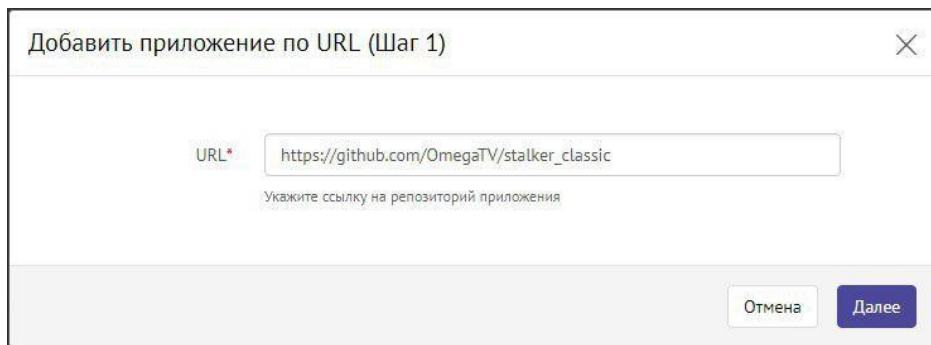 Добавить приложение по URL (Шаг 1)
URL* https://github.com/OmegaTV/stalker_classic
Укажите ссылку на репозиторий приложения
Отмена Далее